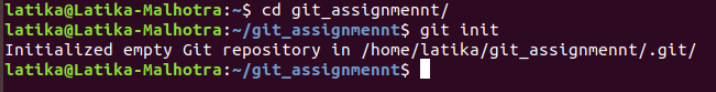 latika@Latika-Malhotra:~$ cd git_assignmennt/
latika@Latika-Malhotra:~/git_assignmennt$ git init
Initialized empty Git repository in /home/latika/git_assignmennt/.git/
latika@Latika-Malhotra:~/git_assignmennt$